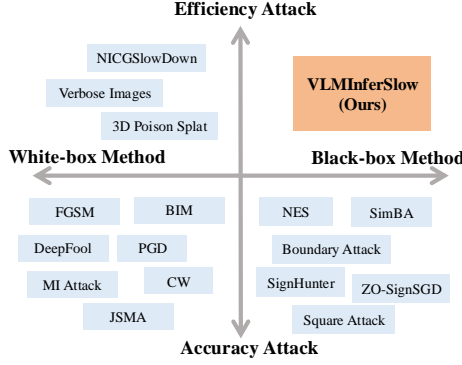 Efficiency Attack
NICGSlowDown
Verbose Images
3D Poison Splat
VLMInferSlow
(Ours)
White-box Method
Black-box Method
FGSM
BIM
NES
SimBA
DeepFool
PGD
Boundary Attack
MI Attack
CW
SignHunter
ZO-SignSGD
JSMA
Square Attack
Accuracy Attack